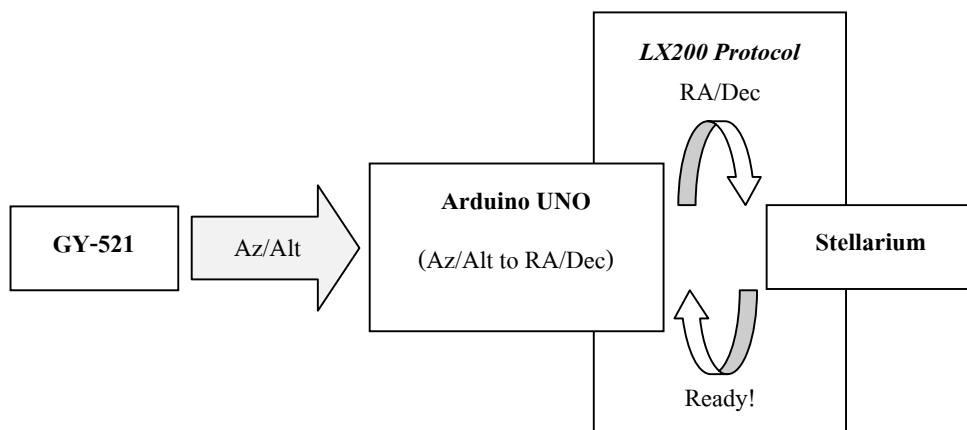 LX200 Protocol
RA/Dec
Arduino UNO
(Az/Alt to RA/Dec)
GY-521
Az/Alt
Stellarium
Ready!